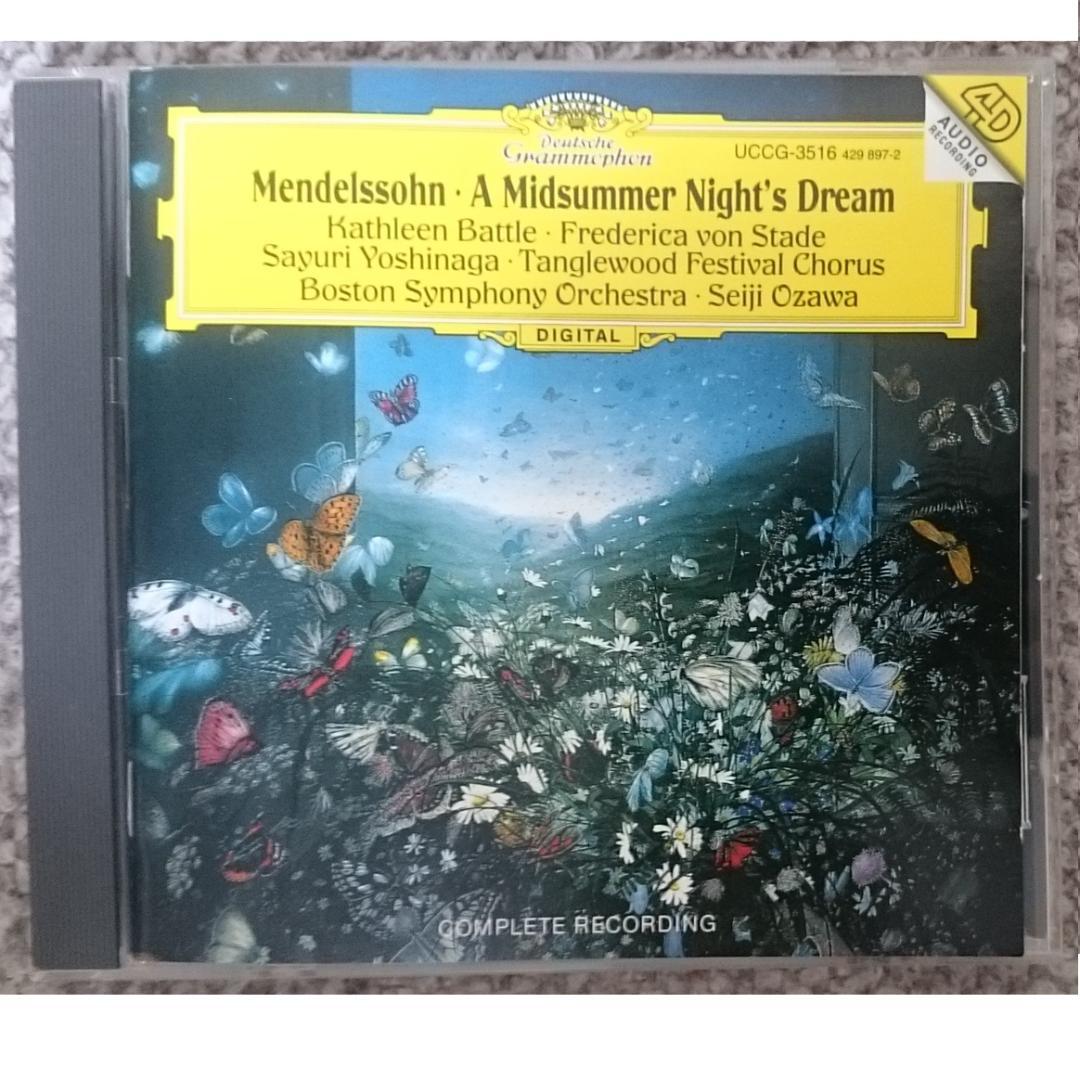 4D
AUDIO
RECORDING
Deutsche
Grammophon
UCCG-3516 429 897-2
Mendelssohn · A Midsummer Night's Dream
Kathleen Battle · Frederica von Stade
Sayuri Yoshinaga · Tanglewood Festival Chorus
Boston Symphony Orchestra · Seiji Ozawa
DIGITAL
COMPLETE RECORDING